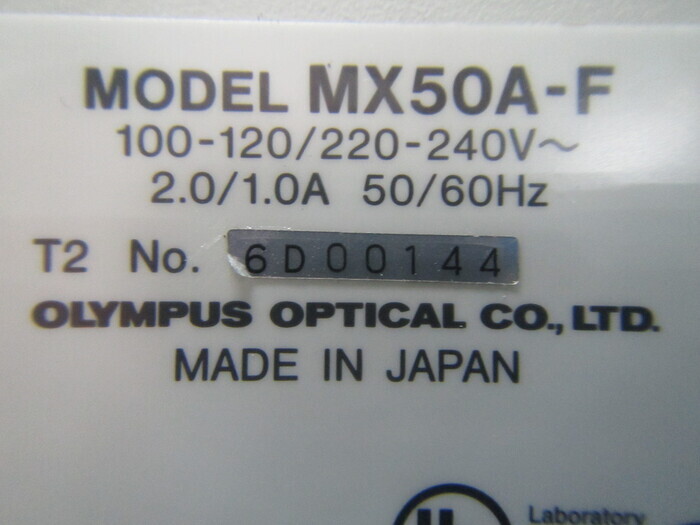 MODEL MX50A-F
100-120/220-240V~
2.0/1.0A 50/60Hz
T2 No. 6D00144
OLYMPUS OPTICAL CO., LTD.
MADE IN JAPAN
Laboratory